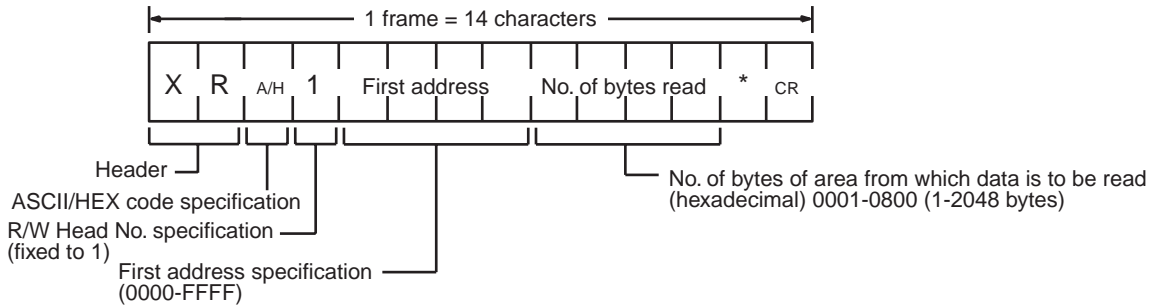 1 frame = 14 characters
X R A/H 1 First address No. of bytes read * CR
Header
ASCII/HEX code specification
R/W Head No. specification
(fixed to 1)
First address specification
(0000-FFFF)
No. of bytes of area from which data is to be read
(hexadecimal) 0001-0800 (1-2048 bytes)